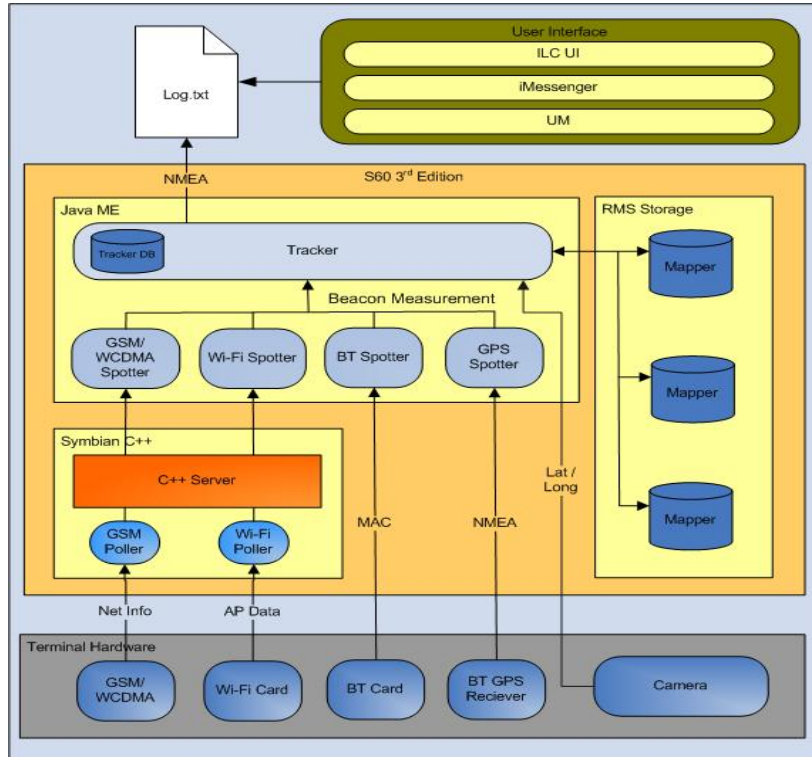 User Interface
ILC UI
iMessenger
UM
Log.txt
NMEA
S60 3rd Edition
Java ME
RMS Storage
Tracker DB
Tracker
Mapper
Beacon Measurement
GSM/
WCDMA
Spotter
Wi-Fi Spotter
BT Spotter
GPS
Spotter
Mapper
Symbian C++
C++ Server
Lat /
Long
GSM
Poller
Wi-Fi
Poller
MAC
NMEA
Mapper
Net Info
AP Data
Terminal Hardware
GSM/
WCDMA
Wi-Fi Card
BT Card
BT GPS
Reciever
Camera